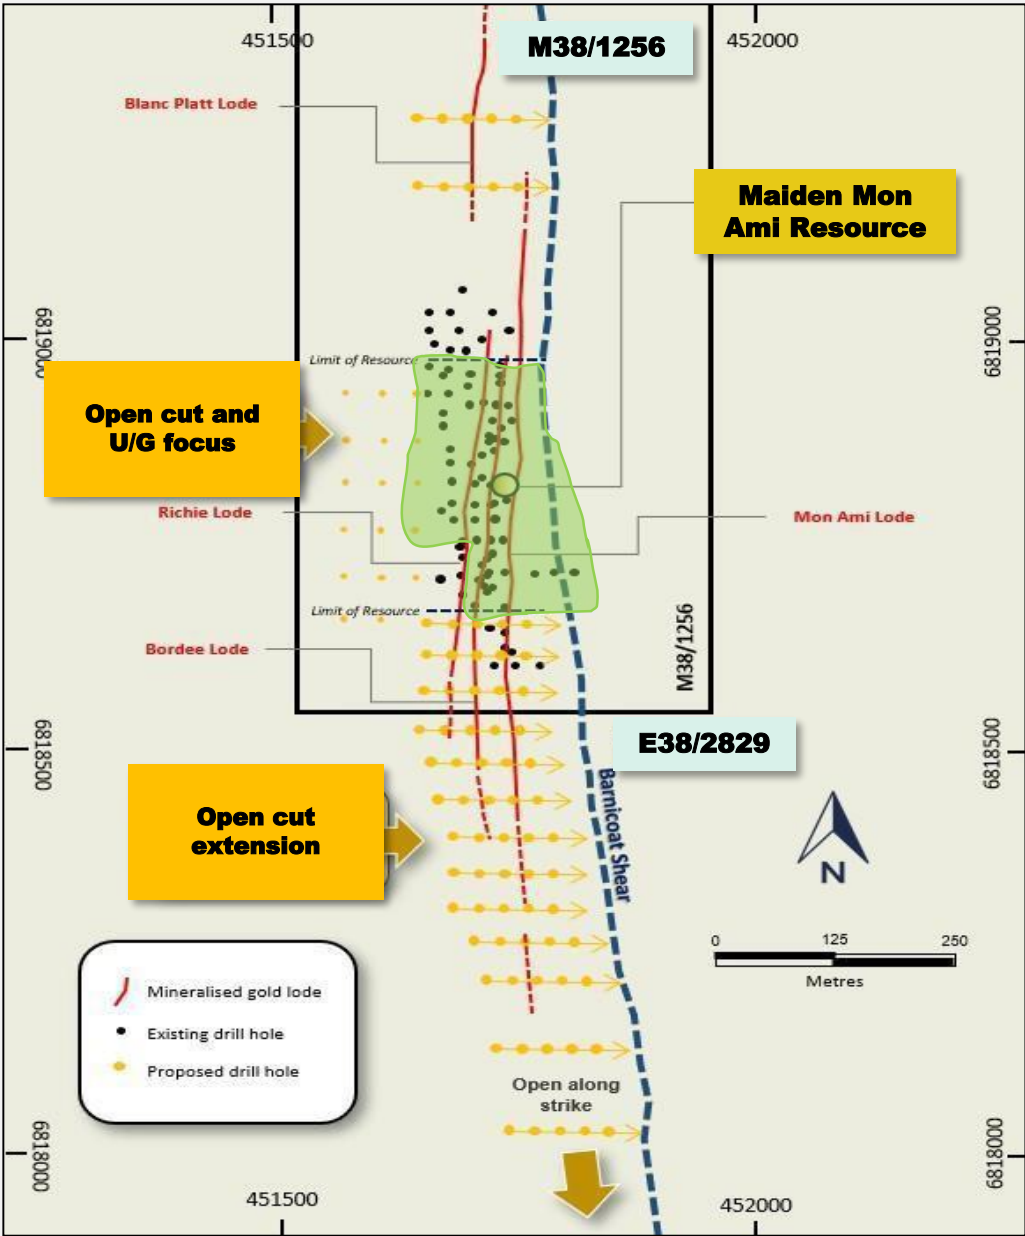 451500
452000
M38/1256
Blanc Platt Lode
Maiden Mon
Ami Resource
6819000
6819000
Limit of Resource
Open cut and
U/G focus
Richie Lode
Mon Ami Lode
Limit of Resource
M38/1256
Bordee Lode
E38/2829
6818500
6818500
Barnicoat Shear
Open cut
extension
N
0 125 250
Metres
Mineralised gold lode
Existing drill hole
Proposed drill hole
Open along
strike
6818000
6818000
451500
452000